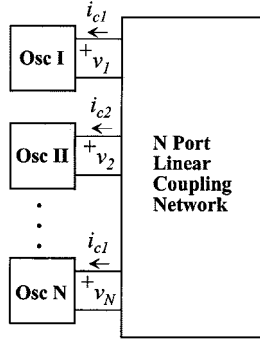 i_{c1}
Osc I
+
v_1
i_{c2}
Osc II
+
v_2
N Port
Linear
Coupling
Network
i_{c1}
Osc N
+
v_N